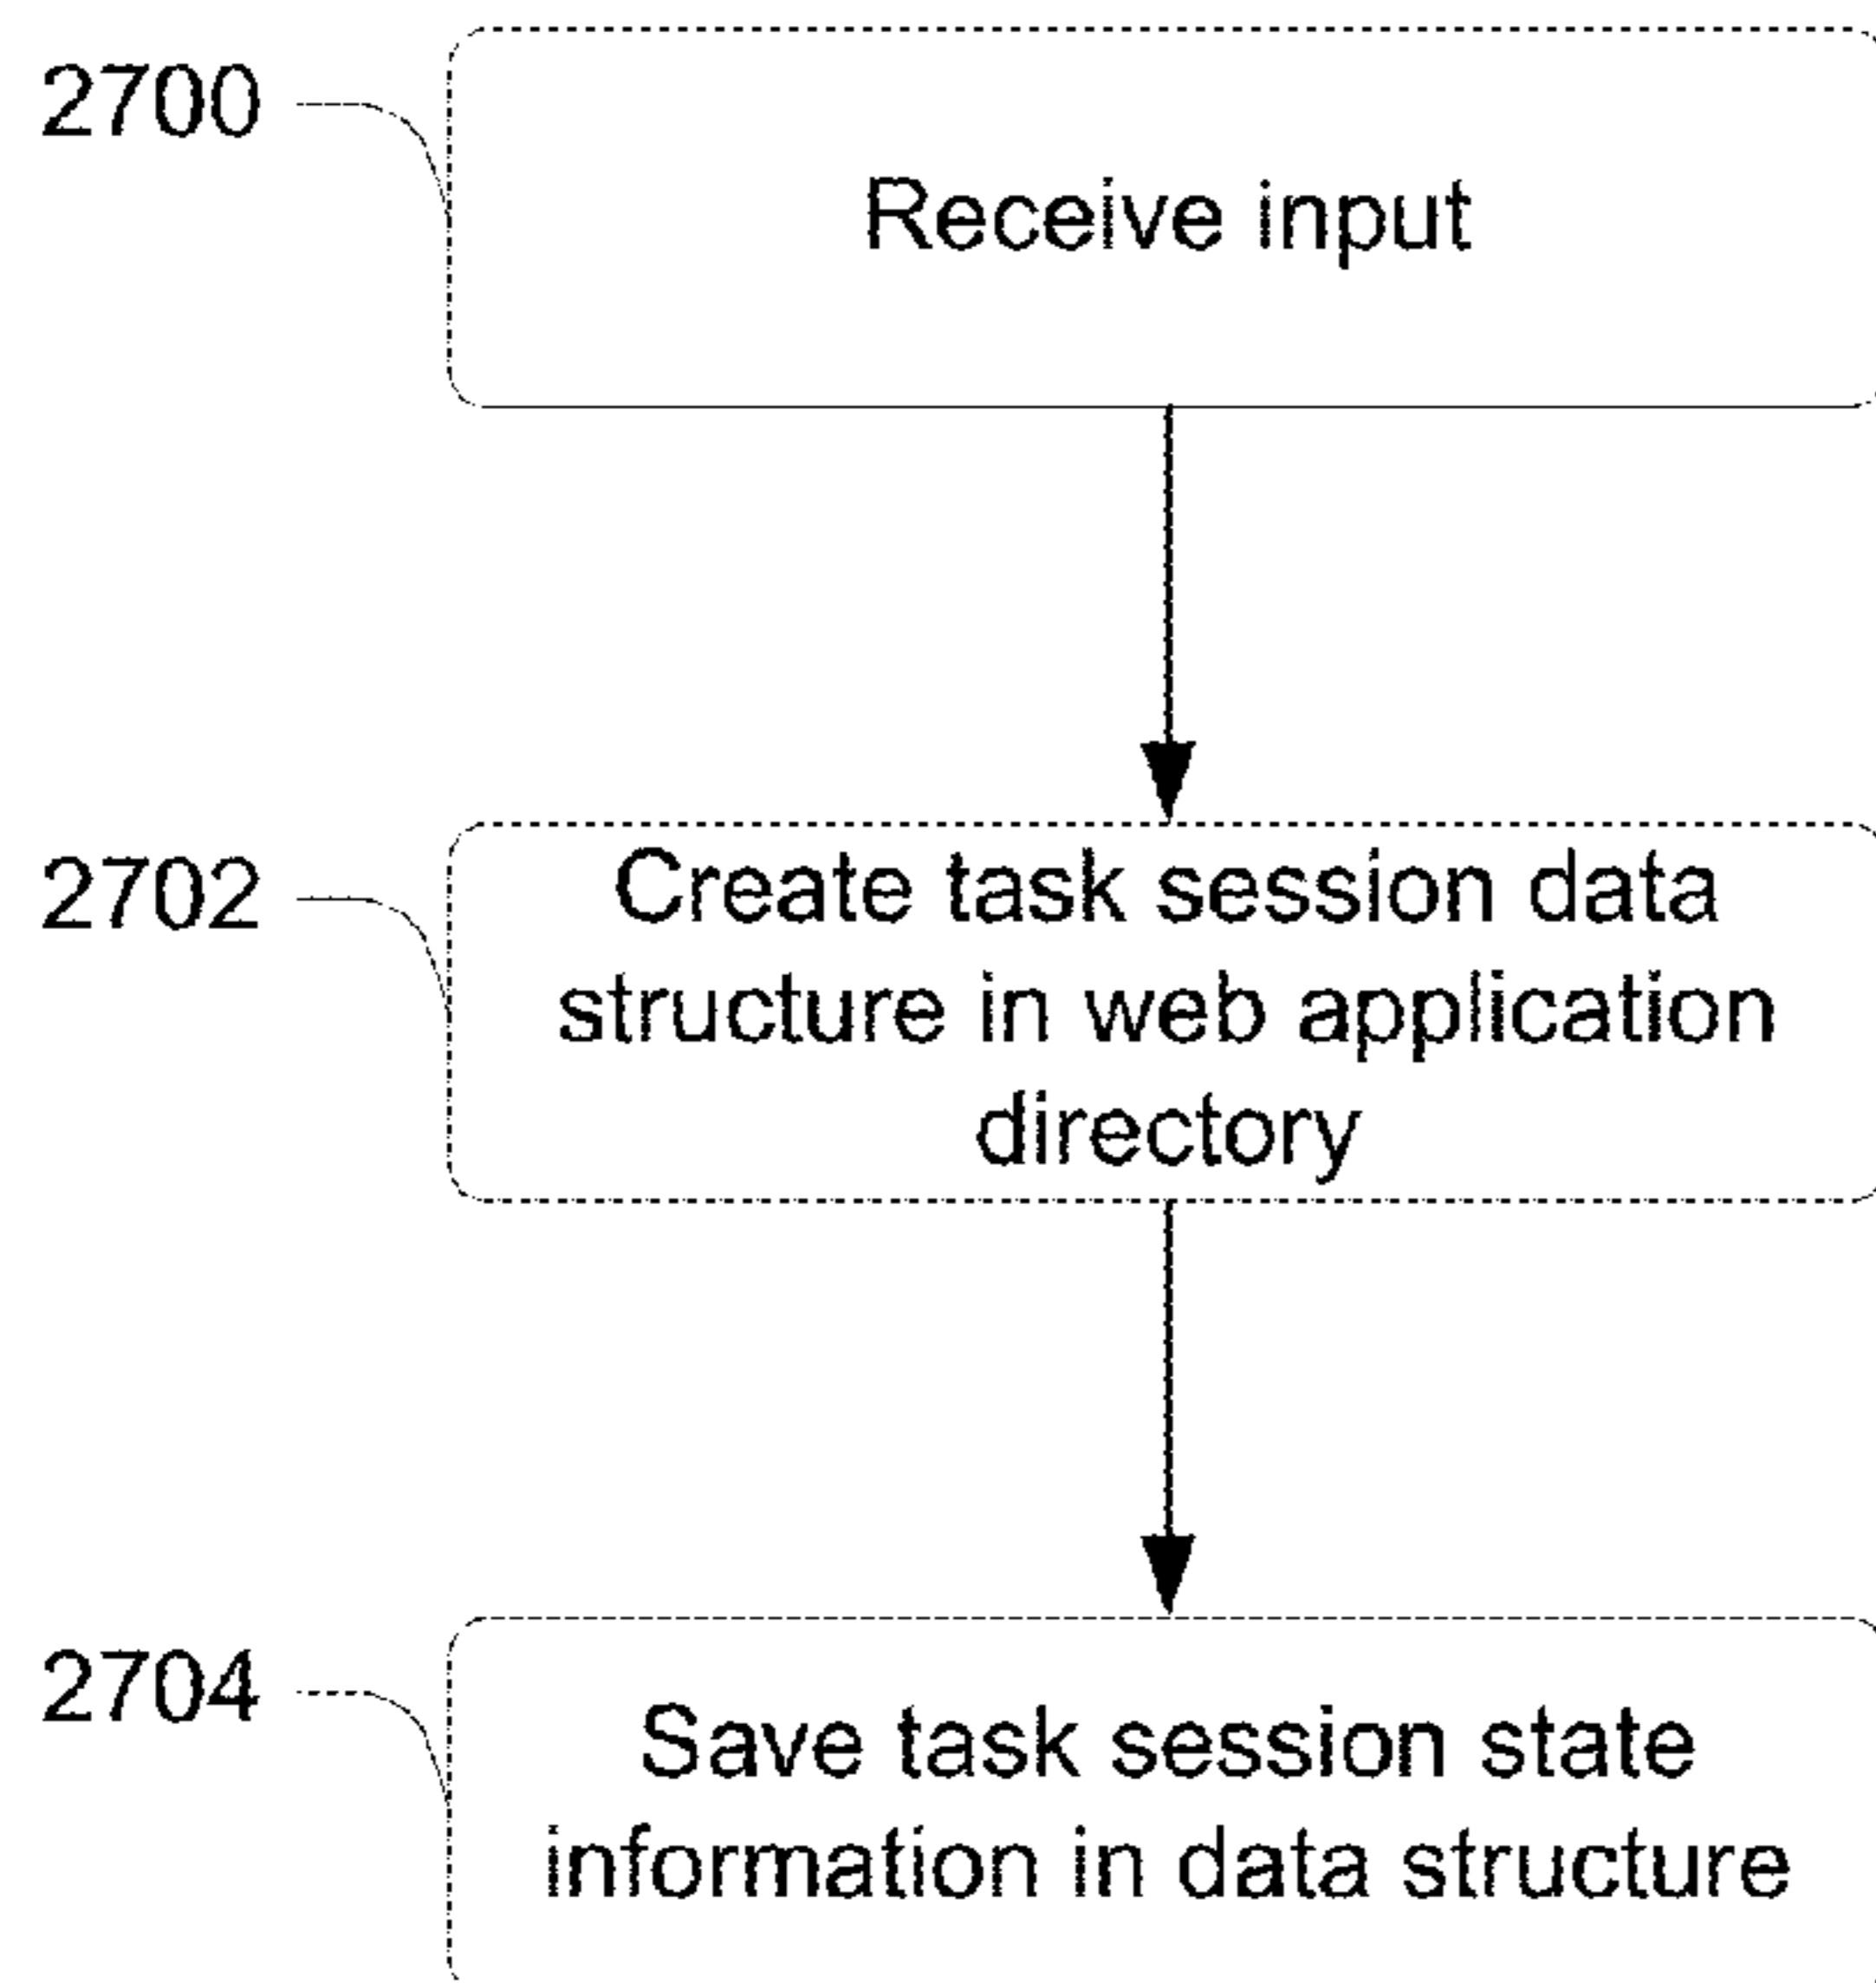 2700
Receive input
2702
Create task session data
structure in web application
directory
2704
Save task session state
information in data structure